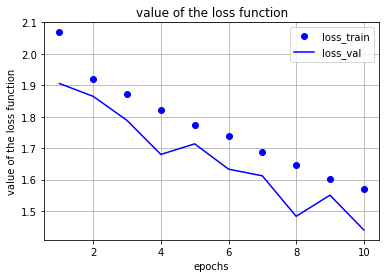 value of the loss function
loss_train
loss_val
value of the loss function
2.1
2.0
1.9
1.8
1.7
1.6
1.5
2 4 6 8 10
epochs